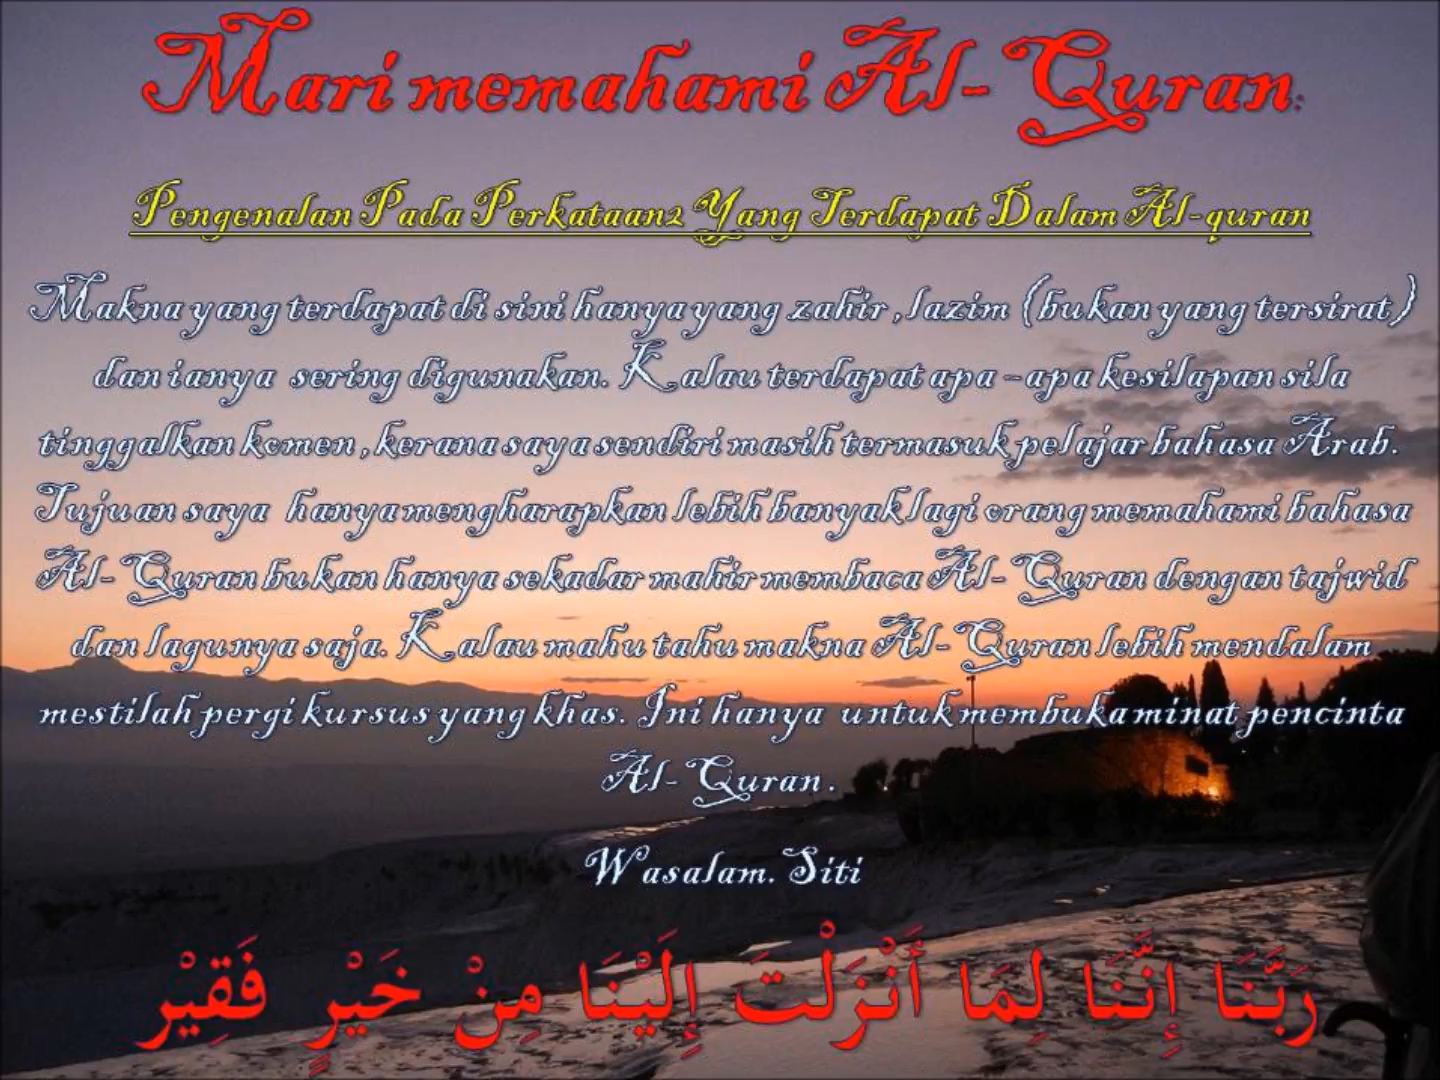 Mari memahami Al-Quran:
Pengenalan Pada Perkataan2 Yang Terdapat Dalam Al-quran
Makna yang terdapat di sini hanya yang zahir, lazim (bukan yang tersirat)
dan ianya sering digunakan. Kalau terdapat apa-apa kesilapan sila
tinggalkan komen, kerana saya sendiri masih termasuk pelajar bahasa Arab.
Tujuan saya hanya mengharapkan lebih banyak lagi orang memahami bahasa
Al-Quran bukan hanya sekadar mahir membaca Al-Quran dengan tajwid
dan lagunya saja. Kalau mahu tahu makna Al-Quran lebih mendalam
mestilah pergi kursus yang khas. Ini hanya untuk membuka minat pencinta
Al-Quran.
Wasalam. Siti
رَبَّنَا إِنَّنَا لِمَا أَنْزَلْتَ إِلَيْنَا مِنْ خَيْرٍ فَقِيْر